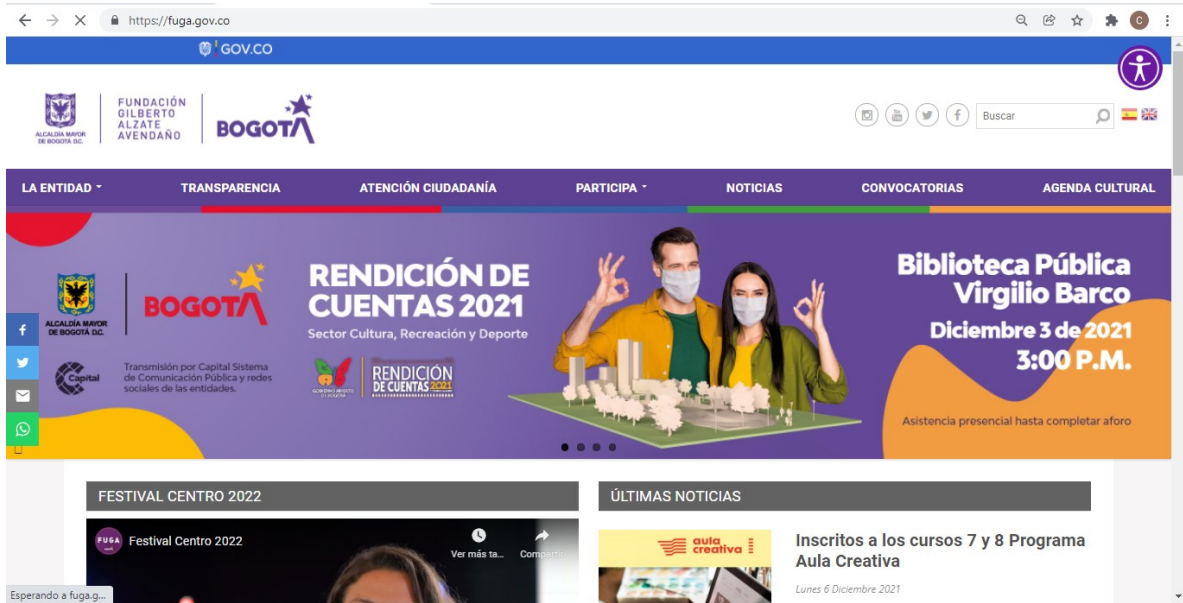 https://fuga.gov.co
C
GOV.CO
ALCALDÍA MAYOR
DE BOGOTÁ D.C.
FUNDACIÓN
GILBERTO
ALZATE
AVENDAÑO
BOGOTÁ
Buscar
LA ENTIDAD
TRANSPARENCIA
ATENCIÓN CIUDADANÍA
PARTICIPA
NOTICIAS
CONVOCATORIAS
AGENDA CULTURAL
ALCALDÍA MAYOR
DE BOGOTÁ D.C.
BOGOTÁ
Capital
Transmisión por Capital Sistema
de Comunicación Pública y redes
sociales de las entidades.
RENDICIÓN DE
CUENTAS 2021
Sector Cultura, Recreación y Deporte
RENDICIÓN
DE CUENTAS 2021
Biblioteca Pública
Virgilio Barco
Diciembre 3 de 2021
3:00 P.M.
Asistencia presencial hasta completar aforo
FESTIVAL CENTRO 2022
FUGA
Festival Centro 2022
Ver más ta...
Compartir
ÚLTIMAS NOTICIAS
aula
creativa
Inscritos a los cursos 7 y 8 Programa
Aula Creativa
Lunes 6 Diciembre 2021
Esperando a fuga.g...